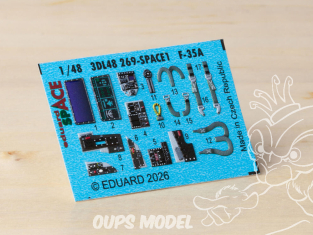 1/48 3DL48 269-SPACE1 F-35A
eduard
SPACE
Made in Czech Republic
© EDUARD 2026
OUPS MODEL